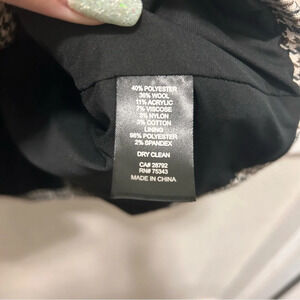 40% POLYESTER
36% WOOL
11% ACRYLIC
7% VISCOSE
3% NYLON
3% COTTON
LINING
98% POLYESTER
2% SPANDEX
DRY CLEAN
CA# 28792
RN# 75343
MADE IN CHINA